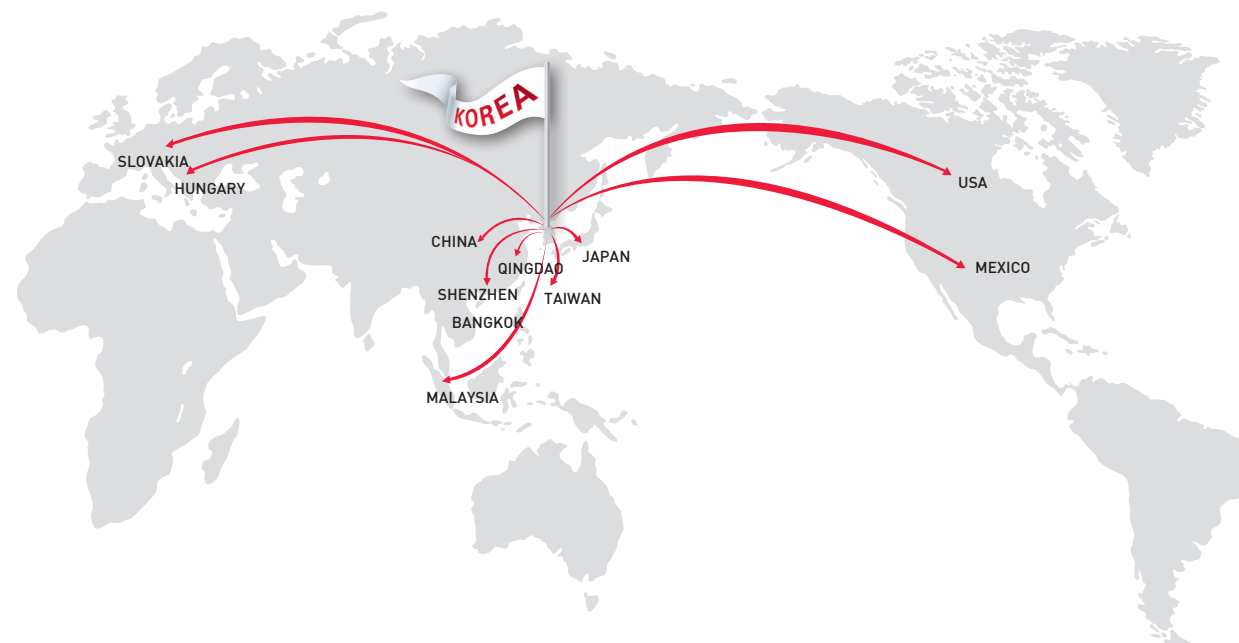 KOREA
SLOVAKIA
HUNGARY
USA
CHINA
JAPAN
QINGDAO
MEXICO
SHENZHEN
TAIWAN
BANGKOK
MALAYSIA